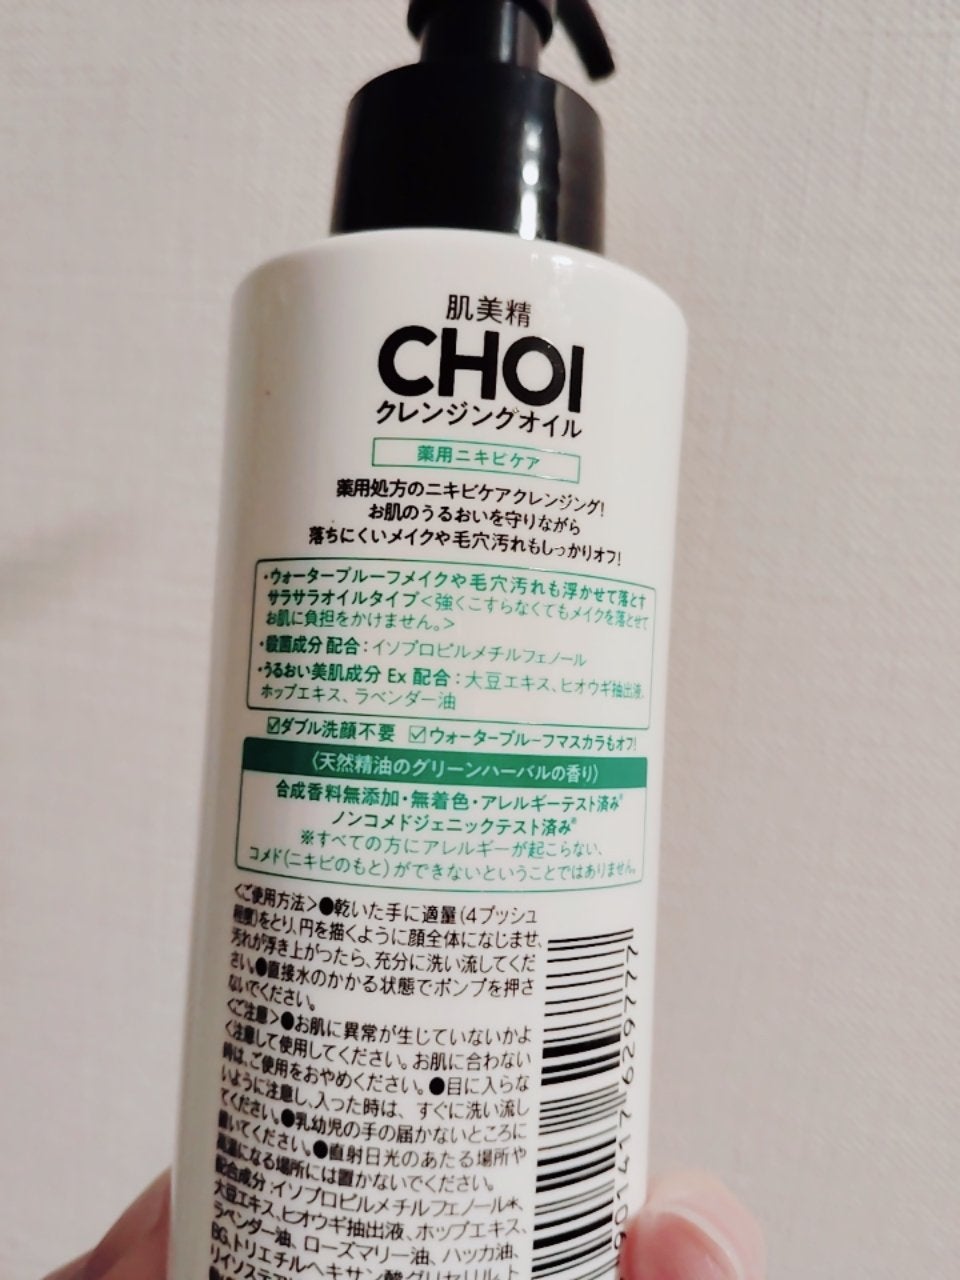 肌美精
CHOI
クレンジングオイル
薬用ニキビケア
薬用処方のニキビケアクレンジング!
お肌のうるおいを守りながら
落ちにくいメイクや毛穴汚れもしっかりオフ!
・ウォータープルーフメイクや毛穴汚れも浮かせて落とす
サラサラオイルタイプ<強くこすらなくてもメイクを落とせて
お肌に負担をかけません。>
・殺菌成分 配合：イソプロピルメチルフェノール
・うるおい美肌成分 Ex 配合：大豆エキス、ヒオウギ抽出液、
ホップエキス、ラベンダー油
☑ダブル洗顔不要 ☑ウォータープルーフマスカラもオフ!
〈天然精油のグリーンハーバルの香り〉
合成香料無添加・無着色・アレルギーテスト済み※
ノンコメドジェニックテスト済み※
※すべての方にアレルギーが起こらない、
コメド(ニキビのもと)ができないということではありません。
<ご使用方法>●乾いた手に適量(4プッシュ
程度)をとり、円を描くように顔全体になじませ、
汚れが浮き上がったら、充分に洗い流してくだ
さい。●直接水のかかる状態でポンプを押さ
ないでください。
<ご注意>●お肌に異常が生じていないかよ
く注意して使用してください。お肌に合わない
時は、ご使用をおやめください。●目に入らな
いように注意し、入った時は、すぐに洗い流し
てください。●乳幼児の手の届かないところに
置いてください。●直射日光のあたる場所や
高温になる場所には置かないでください。
配合成分：イソプロピルメチルフェノール*、
大豆エキス、ヒオウギ抽出液、ホップエキス、
ラベンダー油、ローズマリー油、ハッカ油、
BG、トリエチルヘキサン酸グリセリル、ト
リイソステア